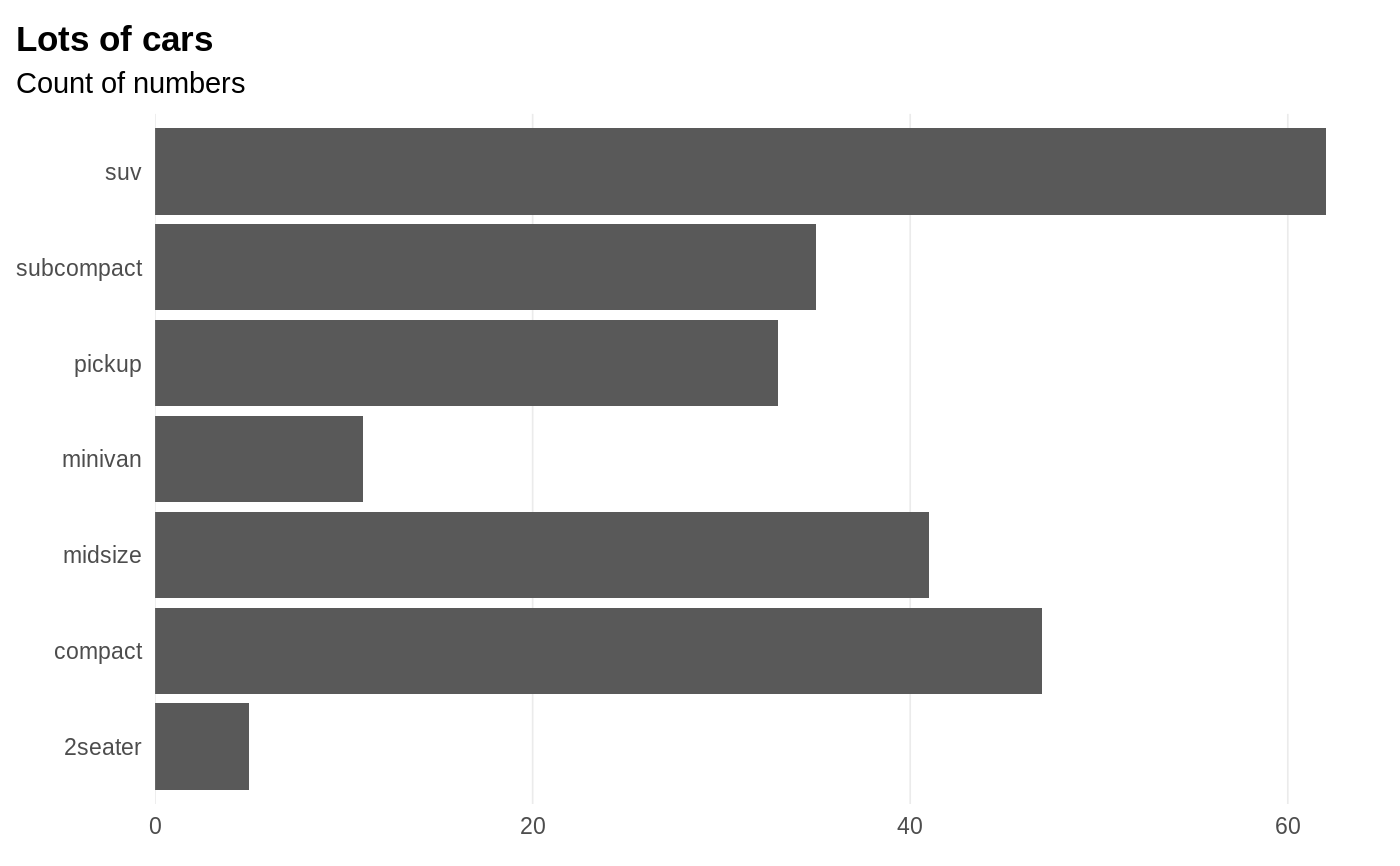 Lots of cars
Count of numbers
suv
subcompact
pickup
minivan
midsize
compact
2seater
0 20 40 60